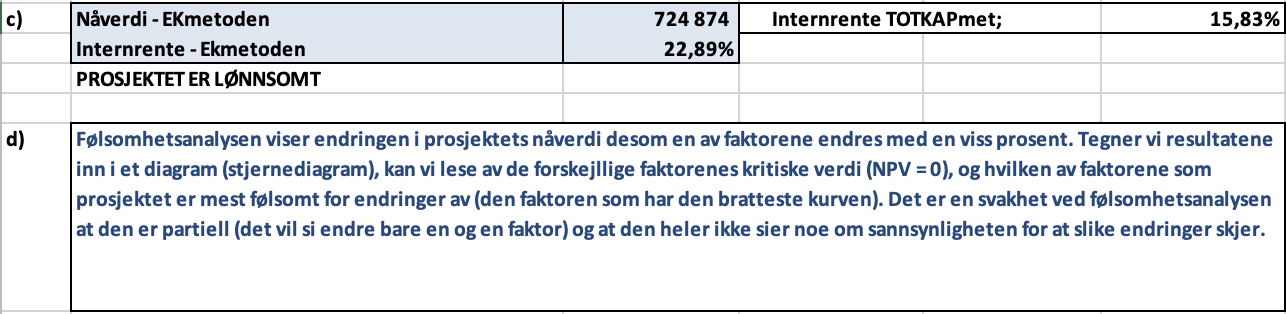 c) Nåverdi - EKmetoden 724 874 Internrente TOTKAPmet; 15,83%
Internrente - Ekmetoden 22,89%
PROSJEKTET ER LØNNSOMT
d) Følsomhetsanalysen viser endringen i prosjektets nåverdi desom en av faktorene endres med en viss prosent. Tegner vi resultatene
inn i et diagram (stjernediagram), kan vi lese av de forskejllige faktorenes kritiske verdi (NPV = 0), og hvilken av faktorene som
prosjektet er mest følsomt for endringer av (den faktoren som har den bratteste kurven). Det er en svakhet ved følsomhetsanalysen
at den er partiell (det vil si endre bare en og en faktor) og at den heler ikke sier noe om sannsynligheten for at slike endringer skjer.